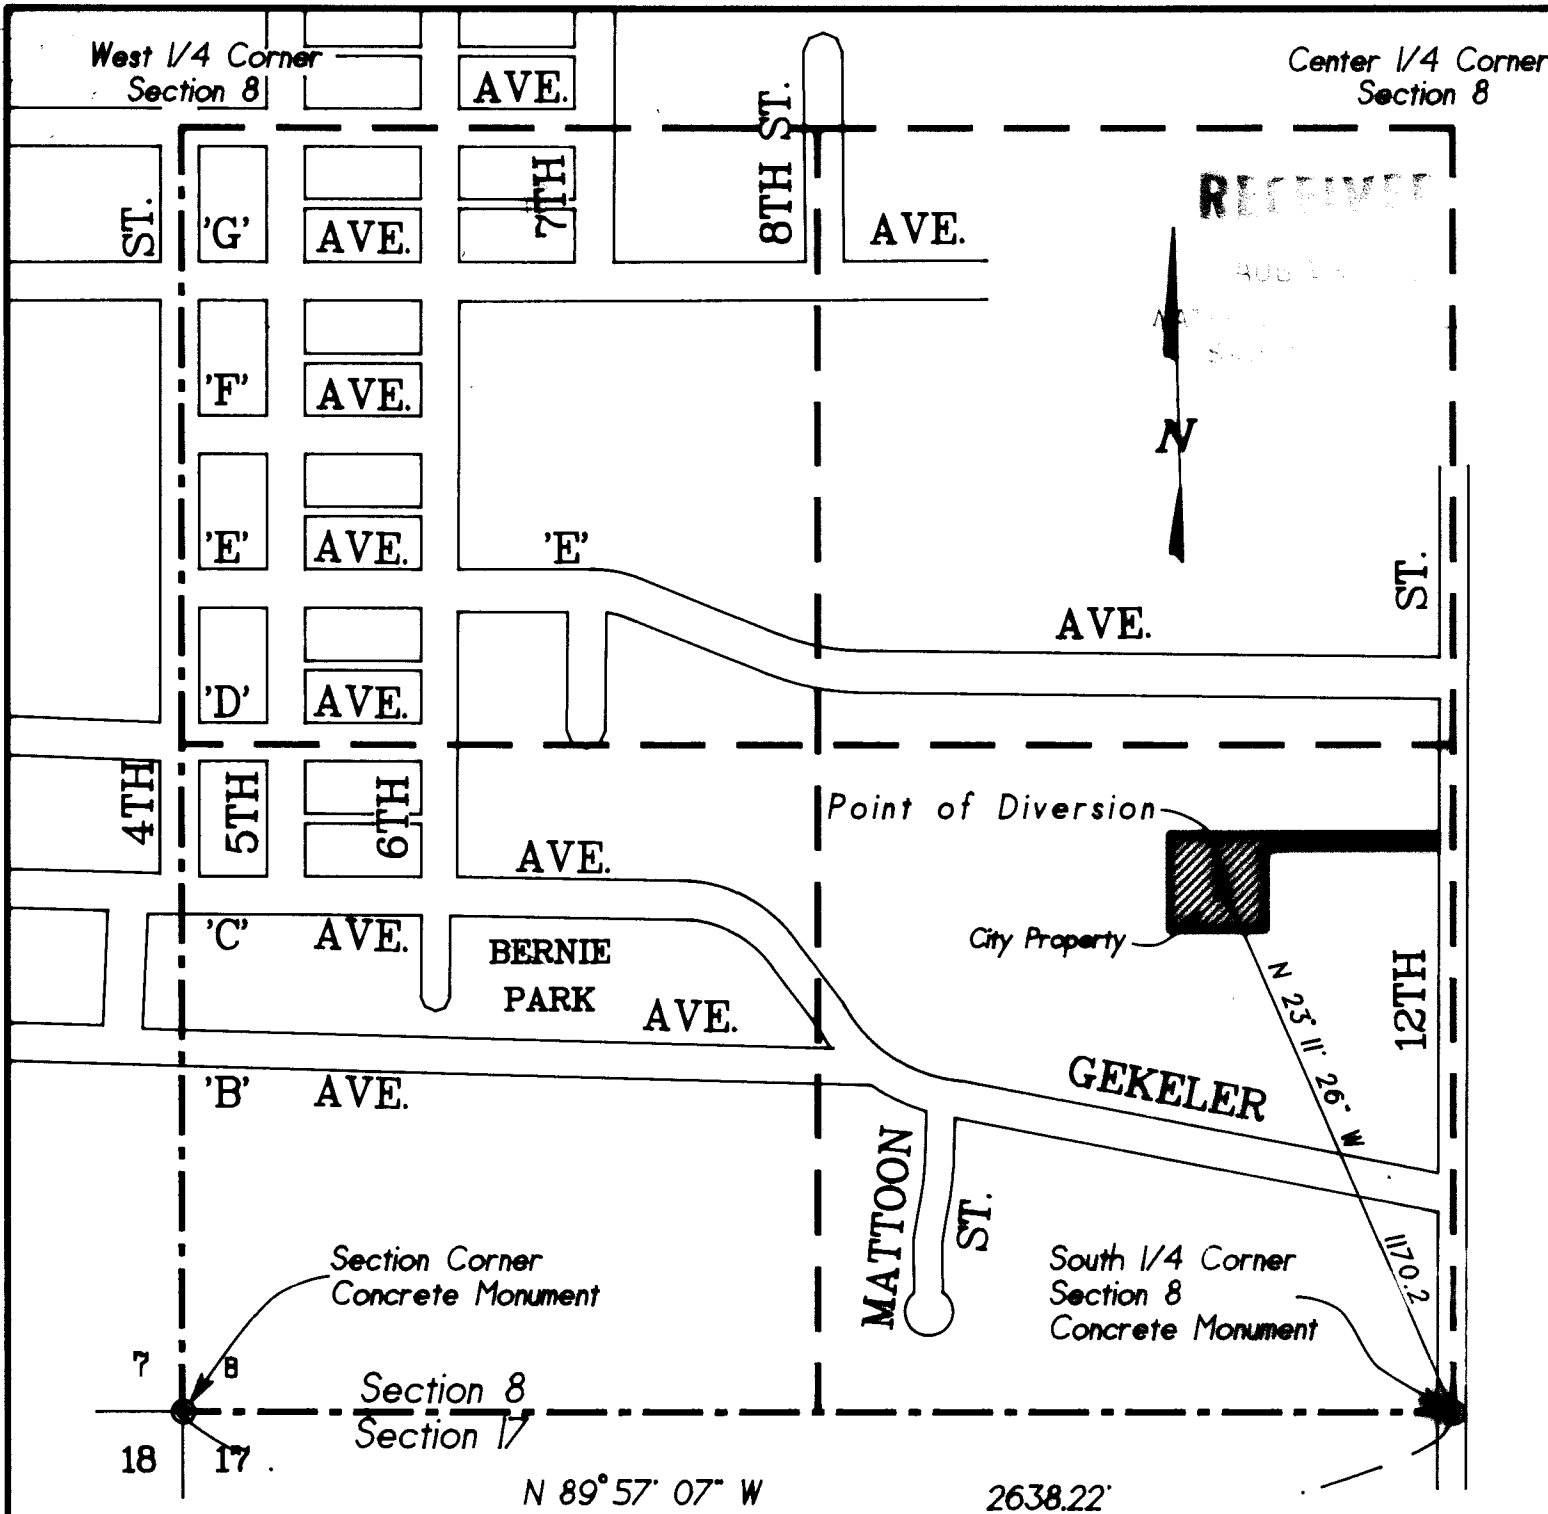 West 1/4 Corner
Section 8
Center 1/4 Corner
Section 8
AVE.
ST.
'G'
AVE.
7TH
8TH ST.
AVE.
RECEIVED
N
'F'
AVE.
'E'
AVE.
'E'
AVE.
ST.
'D'
AVE.
4TH
5TH
6TH
AVE.
Point of Diversion
City Property
'C'
AVE.
BERNIE
PARK
AVE.
12TH
N 23° 11' 26" W
1170.2
'B'
AVE.
GEKELER
MATTOON
ST.
Section Corner
Concrete Monument
South 1/4 Corner
Section 8
Concrete Monument
7
8
Section 8
Section 17
18
17
N 89° 57' 07" W
2638.22'